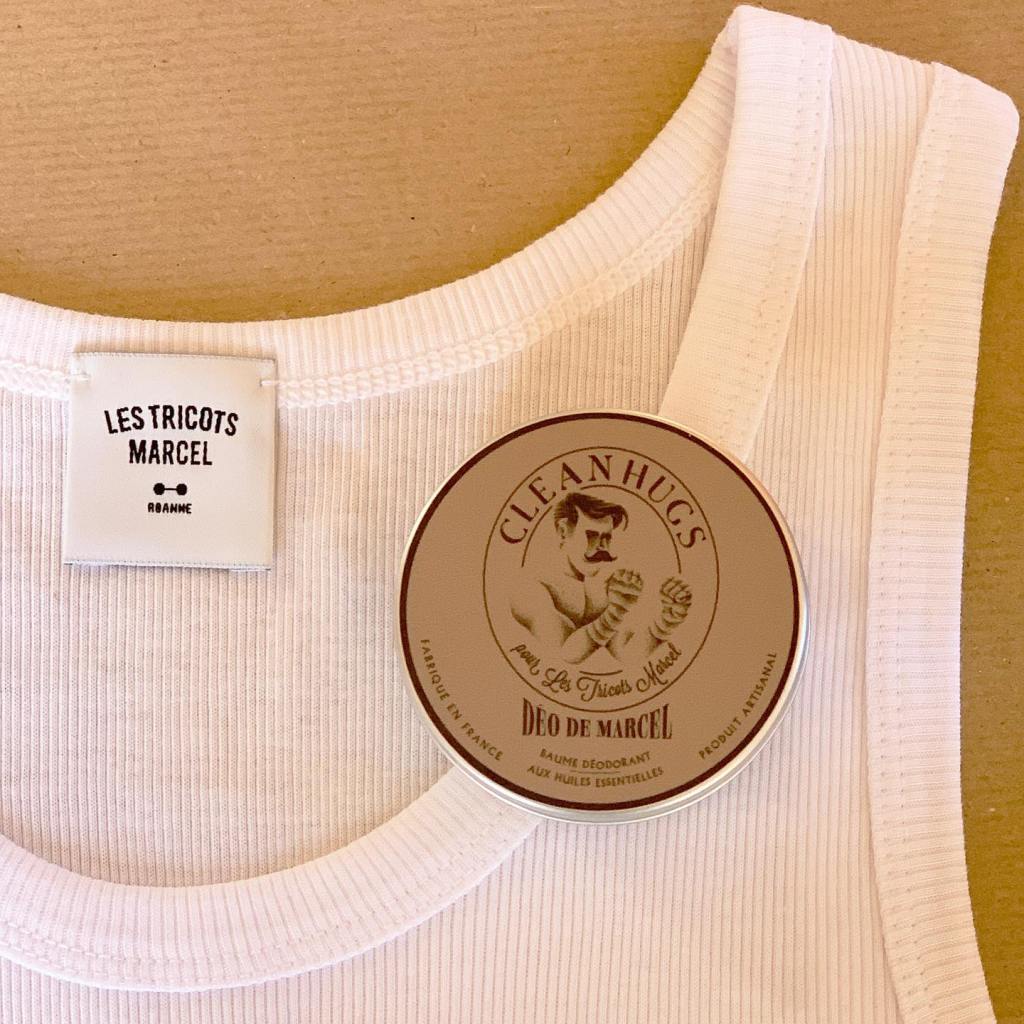 LES TRICOTS
MARCEL
ROANNE
CLEAN HUGS
pour Les Tricots Marcel
DÉO DE MARCEL
FABRIQUE EN FRANCE
BAUME DÉODORANT
AUX HUILES ESSENTIELLES
PRODUIT ARTISANAL